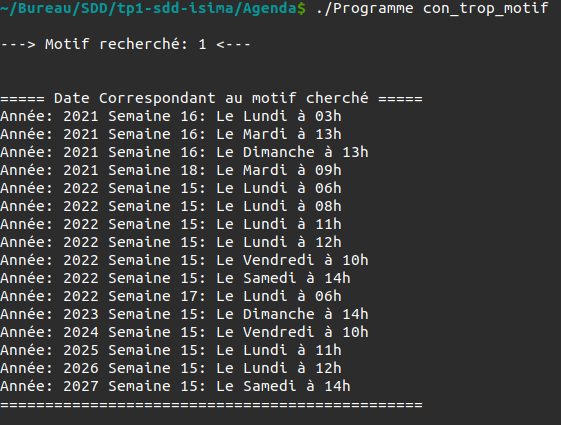 ~/Bureau/SDD/tp1-sdd-isima/Agenda$ ./Programme con_trop_motif
---> Motif recherché: 1 <---
===== Date Correspondant au motif cherché =====
Année: 2021 Semaine 16: Le Lundi à 03h
Année: 2021 Semaine 16: Le Mardi à 13h
Année: 2021 Semaine 16: Le Dimanche à 13h
Année: 2021 Semaine 18: Le Mardi à 09h
Année: 2022 Semaine 15: Le Lundi à 06h
Année: 2022 Semaine 15: Le Lundi à 08h
Année: 2022 Semaine 15: Le Lundi à 11h
Année: 2022 Semaine 15: Le Lundi à 12h
Année: 2022 Semaine 15: Le Vendredi à 10h
Année: 2022 Semaine 15: Le Samedi à 14h
Année: 2022 Semaine 17: Le Lundi à 06h
Année: 2023 Semaine 15: Le Dimanche à 14h
Année: 2024 Semaine 15: Le Vendredi à 10h
Année: 2025 Semaine 15: Le Lundi à 11h
Année: 2026 Semaine 15: Le Lundi à 12h
Année: 2027 Semaine 15: Le Samedi à 14h
===============================================